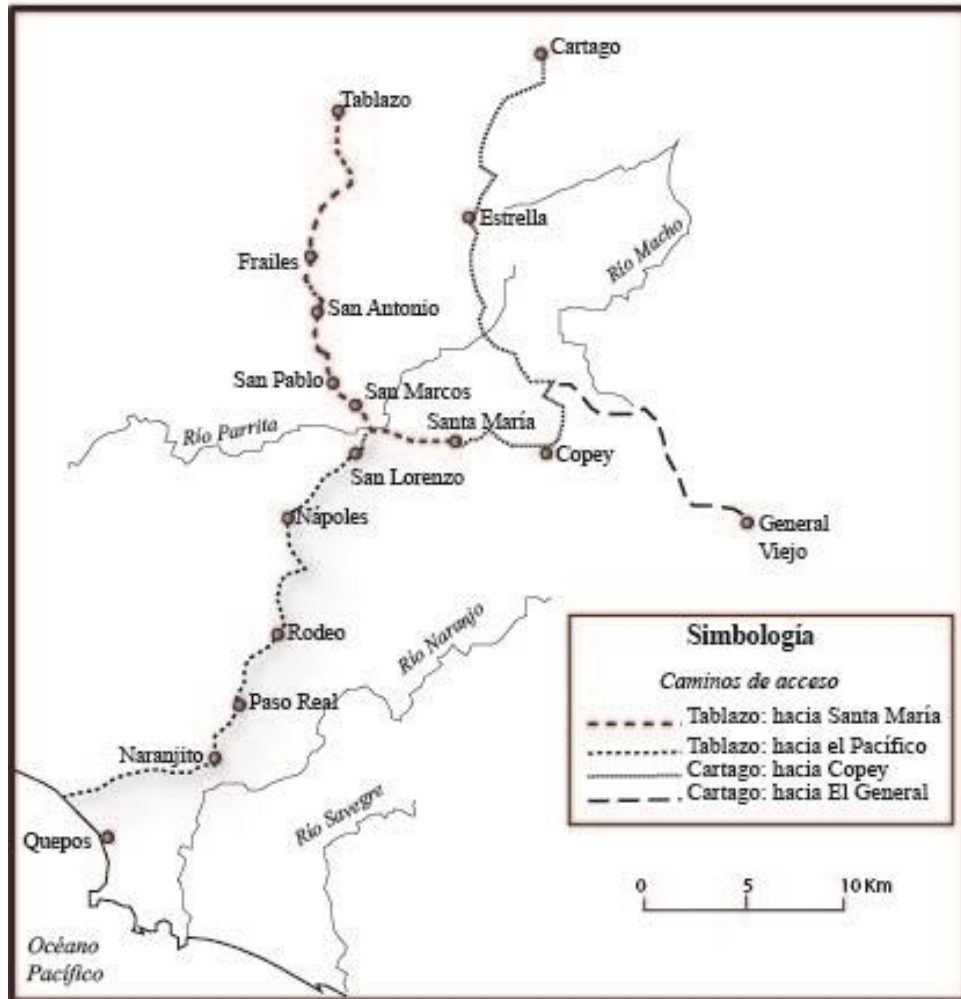 Cartago
Tablazo
Estrella
Río Macho
Frailes
San Antonio
San Pablo
San Marcos
Santa María
Río Parrita
Copey
San Lorenzo
Nápoles
General
Viejo
Rodeo
Río Naranjo
Paso Real
Naranjito
Río Savegre
Quepos
Océano
Pacífico
Simbología
Caminos de acceso
Tablazo: hacia Santa María
Tablazo: hacia el Pacífico
Cartago: hacia Copey
Cartago: hacia El General
0 5 10 Km